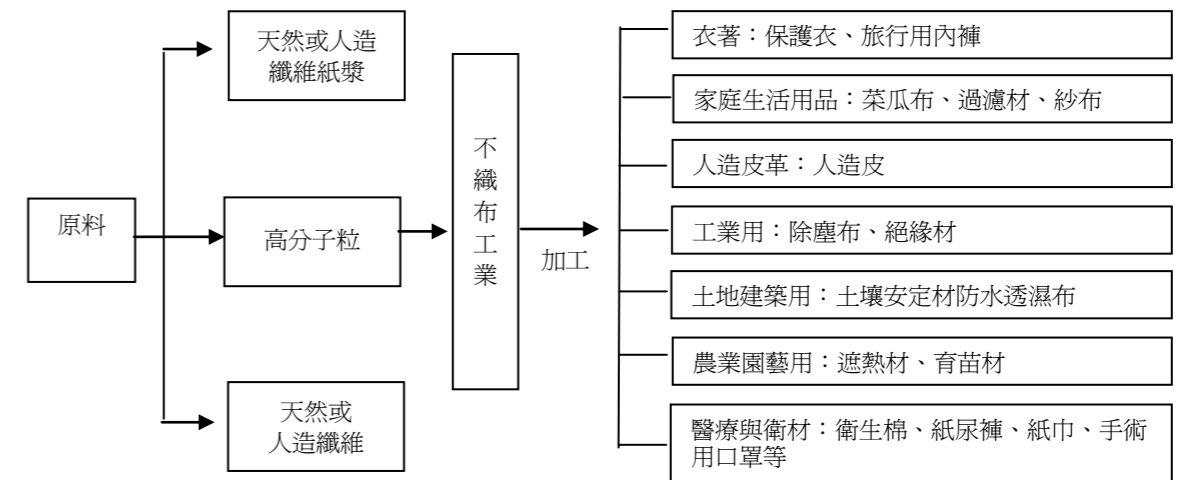 原料
天然或人造
纖維紙漿
高分子粒
天然或
人造纖維
不織布工業
加工
衣著：保護衣、旅行用內褲
家庭生活用品：菜瓜布、過濾材、紗布
人造皮革：人造皮
工業用：除塵布、絕緣材
土地建築用：土壤安定材防水透濕布
農業園藝用：遮熱材、育苗材
醫療與衛材：衛生棉、紙尿褲、紙巾、手術
用口罩等